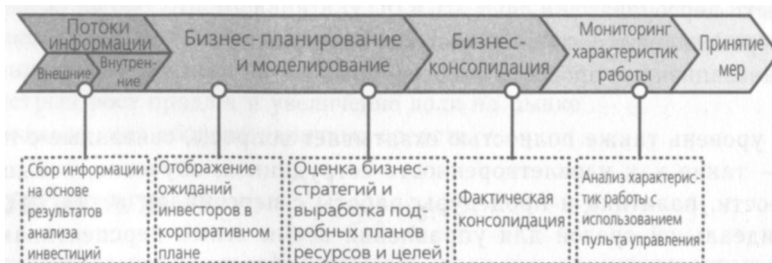 Потоки
информации
Внешние
Внутрен-
ние
Бизнес-планирование
и моделирование
Бизнес-
консолидация
Мониторинг
характеристик
работы
Принятие
мер
Сбор информации
на основе
результатов
анализа
инвестиций
Отображение
ожиданий
инвесторов в
корпоративном
плане
Оценка бизнес-
стратегий и
выработка под-
робных планов
ресурсов и целей
Фактическая
консолидация
Анализ характерис-
тик работы с
использованием
пульта управления